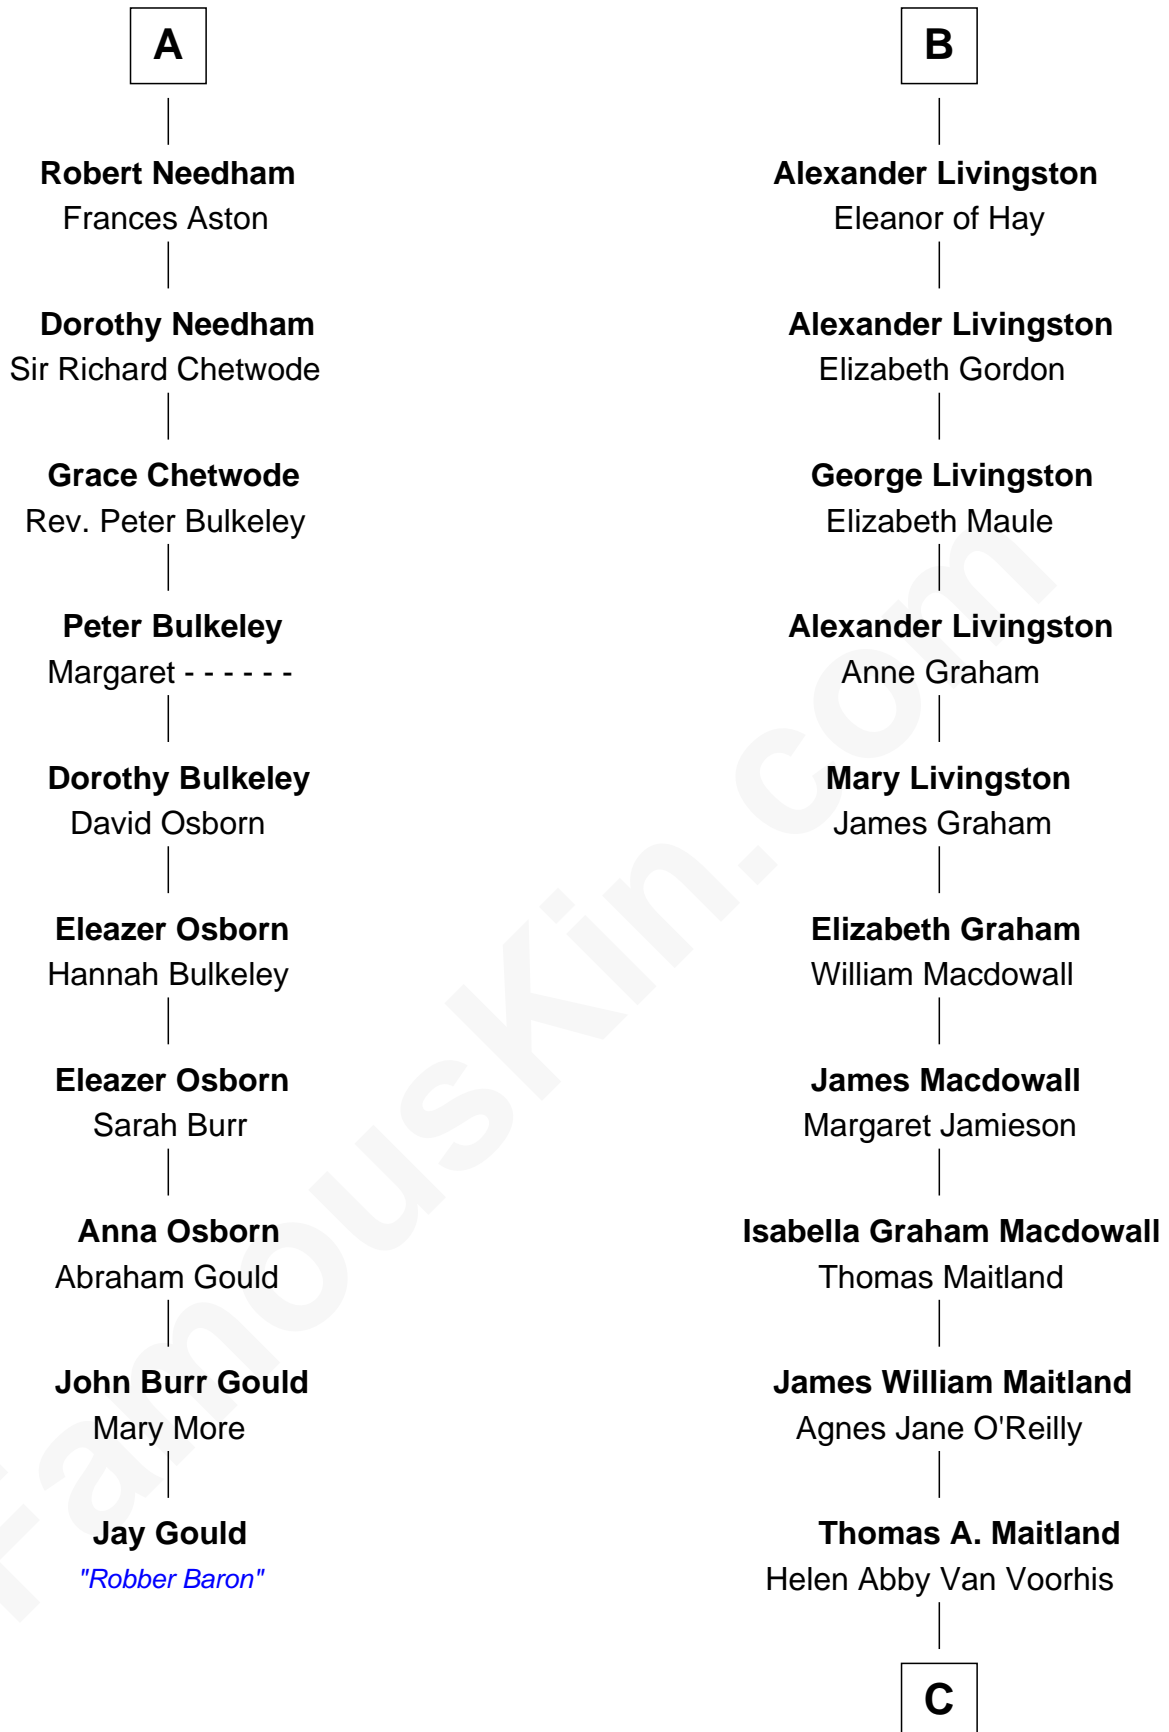 A
Robert Needham
Frances Aston
Dorothy Needham
Sir Richard Chetwode
Grace Chetwode
Rev. Peter Bulkeley
Peter Bulkeley
Margaret - - - - - -
Dorothy Bulkeley
David Osborn
Eleazer Osborn
Hannah Bulkeley
Eleazer Osborn
Sarah Burr
Anna Osborn
Abraham Gould
John Burr Gould
Mary More
Jay Gould
"Robber Baron"
B
Alexander Livingston
Eleanor of Hay
Alexander Livingston
Elizabeth Gordon
George Livingston
Elizabeth Maule
Alexander Livingston
Anne Graham
Mary Livingston
James Graham
Elizabeth Graham
William Macdowall
James Macdowall
Margaret Jamieson
Isabella Graham Macdowall
Thomas Maitland
James William Maitland
Agnes Jane O'Reilly
Thomas A. Maitland
Helen Abby Van Voorhis
C
FamousKin.com